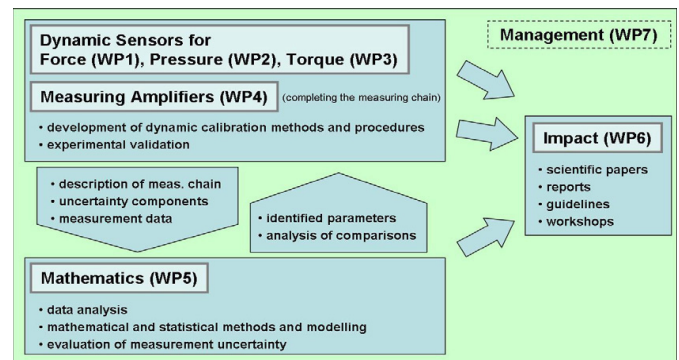 Dynamic Sensors for
Force (WP1), Pressure (WP2), Torque (WP3)
Measuring Amplifiers (WP4) (completing the measuring chain)
• development of dynamic calibration methods and procedures
• experimental validation
• description of meas. chain
• uncertainty components
• measurement data
• identified parameters
• analysis of comparisons
Mathematics (WP5)
• data analysis
• mathematical and statistical methods and modelling
• evaluation of measurement uncertainty
Management (WP7)
Impact (WP6)
• scientific papers
• reports
• guidelines
• workshops